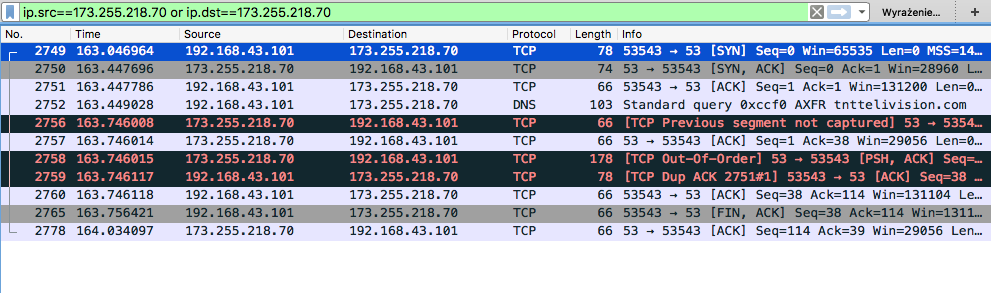 ip.src==173.255.218.70 or ip.dst==173.255.218.70 Wyrażenie… +
No. Time Source Destination Protocol Length Info
2749 163.046964 192.168.43.101 173.255.218.70 TCP 78 53543 → 53 [SYN] Seq=0 Win=65535 Len=0 MSS=14…
2750 163.447696 173.255.218.70 192.168.43.101 TCP 74 53 → 53543 [SYN, ACK] Seq=0 Ack=1 Win=28960 L…
2751 163.447786 192.168.43.101 173.255.218.70 TCP 66 53543 → 53 [ACK] Seq=1 Ack=1 Win=131200 Len=0…
2752 163.449028 192.168.43.101 173.255.218.70 DNS 103 Standard query 0xccf0 AXFR tnttelivision.com
2756 163.746008 173.255.218.70 192.168.43.101 TCP 66 [TCP Previous segment not captured] 53 → 5354…
2757 163.746014 173.255.218.70 192.168.43.101 TCP 66 53 → 53543 [ACK] Seq=1 Ack=38 Win=29056 Len=0…
2758 163.746015 173.255.218.70 192.168.43.101 TCP 178 [TCP Out-Of-Order] 53 → 53543 [PSH, ACK] Seq=…
2759 163.746117 192.168.43.101 173.255.218.70 TCP 78 [TCP Dup ACK 2751#1] 53543 → 53 [ACK] Seq=38 …
2760 163.746118 192.168.43.101 173.255.218.70 TCP 66 53543 → 53 [ACK] Seq=38 Ack=114 Win=131104 Le…
2765 163.756421 192.168.43.101 173.255.218.70 TCP 66 53543 → 53 [FIN, ACK] Seq=38 Ack=114 Win=1311…
2778 164.034097 173.255.218.70 192.168.43.101 TCP 66 53 → 53543 [ACK] Seq=114 Ack=39 Win=29056 Len…